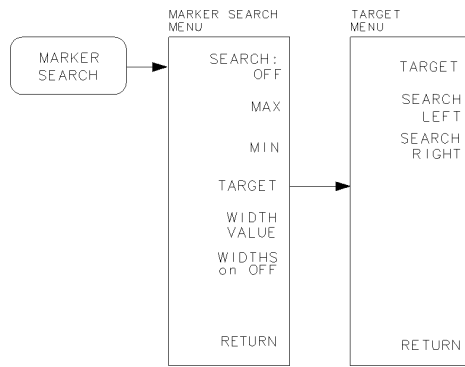 MARKER
SEARCH
MARKER SEARCH
MENU
SEARCH:
OFF
MAX
MIN
TARGET
WIDTH
VALUE
WIDTHS
on OFF
RETURN
TARGET
MENU
TARGET
SEARCH
LEFT
SEARCH
RIGHT
RETURN